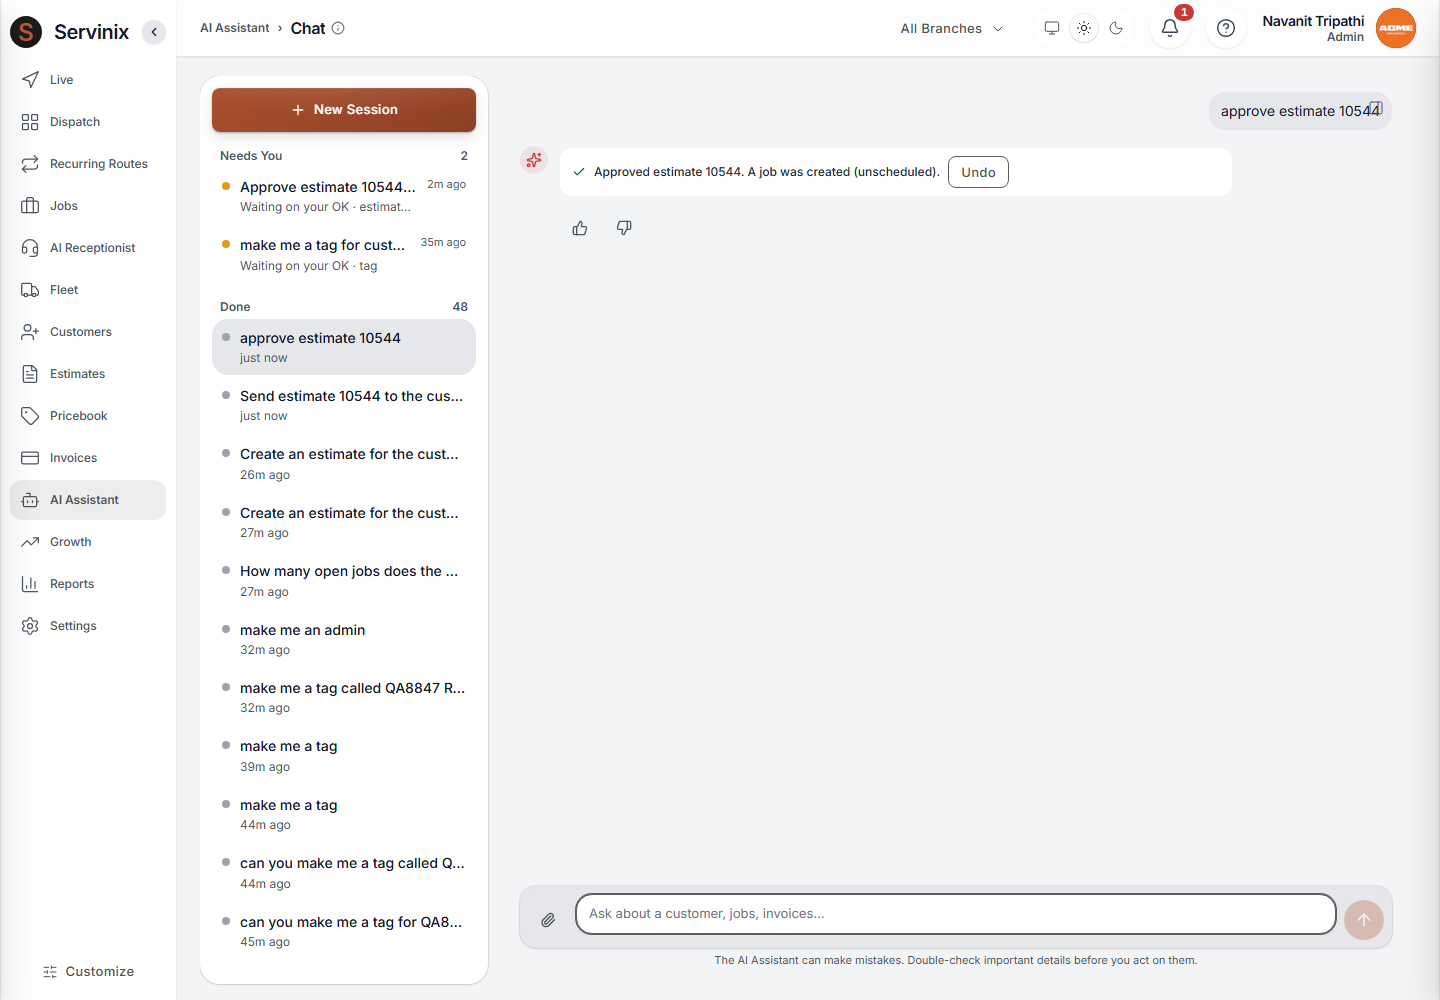 S
Servinix
Live
Dispatch
Recurring Routes
Jobs
AI Receptionist
Fleet
Customers
Estimates
Pricebook
Invoices
AI Assistant
Growth
Reports
Settings
Customize
AI Assistant › Chat
All Branches
1
Navanit Tripathi
Admin
ACME
+ New Session
Needs You 2
Approve estimate 10544... 2m ago
Waiting on your OK · estimat...
make me a tag for cust... 35m ago
Waiting on your OK · tag
Done 48
approve estimate 10544
just now
Send estimate 10544 to the cus...
just now
Create an estimate for the cust...
26m ago
Create an estimate for the cust...
27m ago
How many open jobs does the ...
27m ago
make me an admin
32m ago
make me a tag called QA8847 R...
32m ago
make me a tag
39m ago
make me a tag
44m ago
can you make me a tag called Q...
44m ago
can you make me a tag for QA8...
45m ago
approve estimate 10544
Approved estimate 10544. A job was created (unscheduled). Undo
Ask about a customer, jobs, invoices...
The AI Assistant can make mistakes. Double-check important details before you act on them.